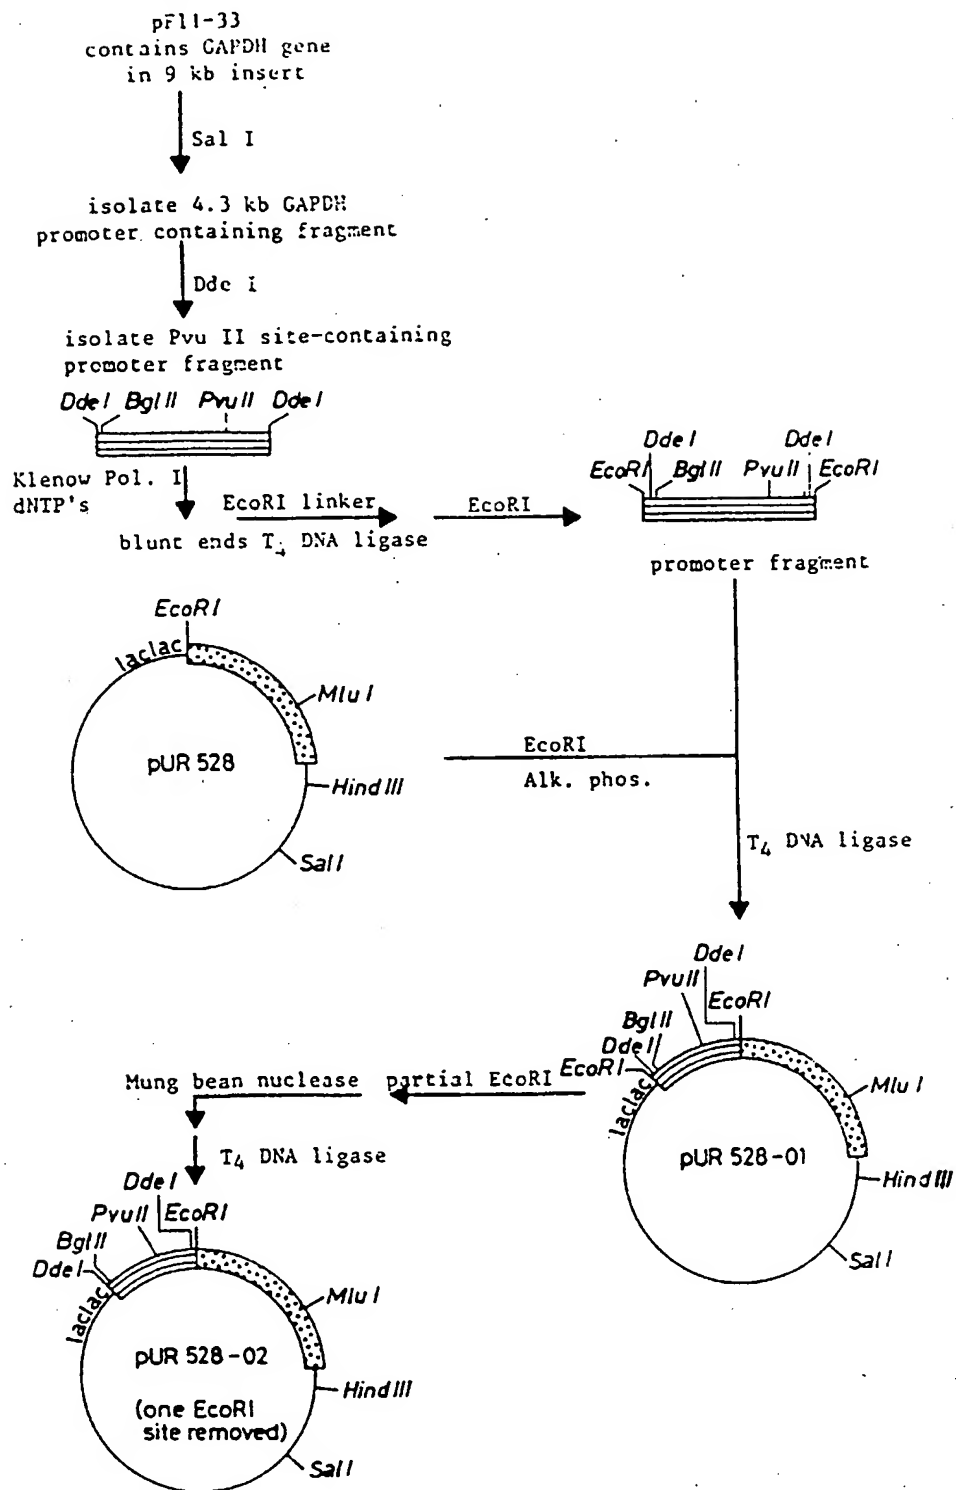 pF11-33
contains GAPDH gene
in 9 kb insert
Sal I
isolate 4.3 kb GAPDH
promoter containing fragment
Dde i
isolate Pvu II site-containing
promoter fragment
DdeI BglII PvuII DdeI
Klenow Pol. I
dNTP's
EcoRI linker
EcoRI
blunt ends T4 DNA ligase
DdeI DdeI
EcoRI BglII PvuII EcoRI
promoter fragment
EcoRI
laclac
MluI
pUR 528
HindIII
SalI
EcoRI
Alk. phos.
T4 DNA ligase
DdeI
PvuII
EcoRI
BglII
DdeI
EcoRI
laclac
MluI
pUR 528-01
HindIII
SalI
Mung bean nuclease partial EcoRI
T4 DNA ligase
DdeI
PvuII EcoRI
BglII
DdeI
laclac
MluI
pUR 528-02
HindIII
(one EcoRI
site removed)
SalI